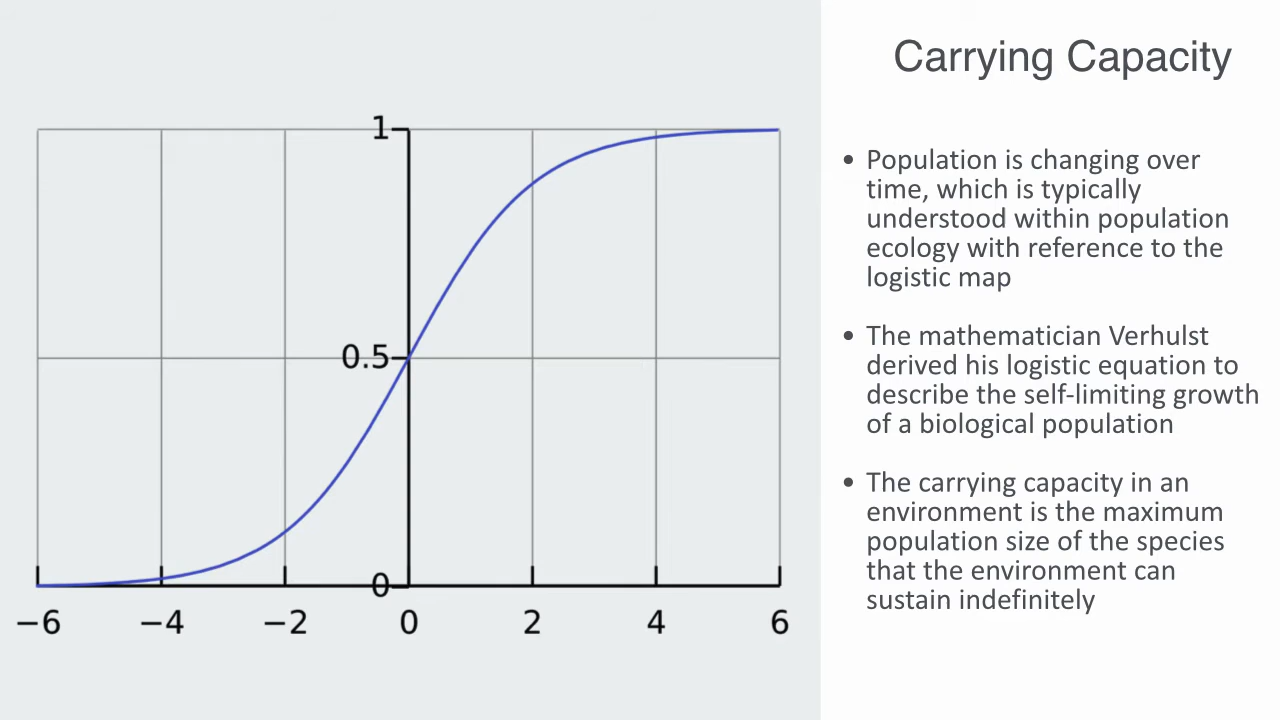 Carrying Capacity
• Population is changing over
time, which is typically
understood within population
ecology with reference to the
logistic map
• The mathematician Verhulst
derived his logistic equation to
describe the self-limiting growth
of a biological population
• The carrying capacity in an
environment is the maximum
population size of the species
that the environment can
sustain indefinitely
1
0.5
0
−6 −4 −2 0 2 4 6